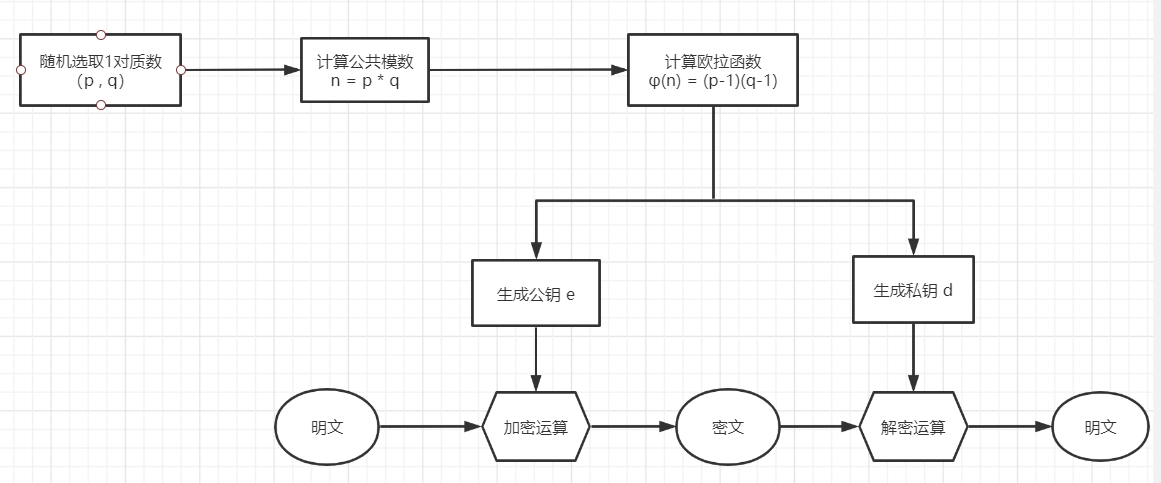 随机选取1对质数
(p , q)
计算公共模数
n = p * q
计算欧拉函数
φ(n) = (p-1)(q-1)
生成公钥 e
生成私钥 d
明文
加密运算
密文
解密运算
明文